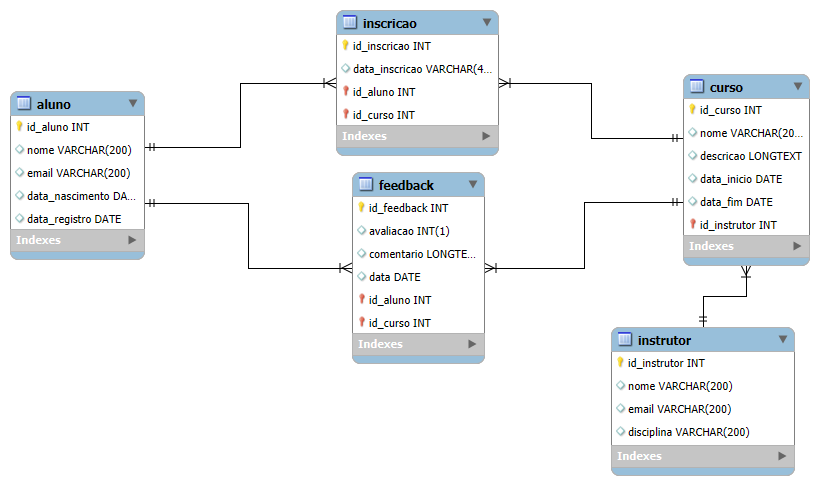 inscricao
id_inscricao INT
data_inscricao VARCHAR(4...
id_aluno INT
id_curso INT
Indexes
aluno
id_aluno INT
nome VARCHAR(200)
email VARCHAR(200)
data_nascimento DA...
data_registro DATE
Indexes
feedback
id_feedback INT
avaliacao INT(1)
comentario LONGTE...
data DATE
id_aluno INT
id_curso INT
Indexes
curso
id_curso INT
nome VARCHAR(20...
descricao LONGTEXT
data_inicio DATE
data_fim DATE
id_instrutor INT
Indexes
instrutor
id_instrutor INT
nome VARCHAR(200)
email VARCHAR(200)
disciplina VARCHAR(200)
Indexes